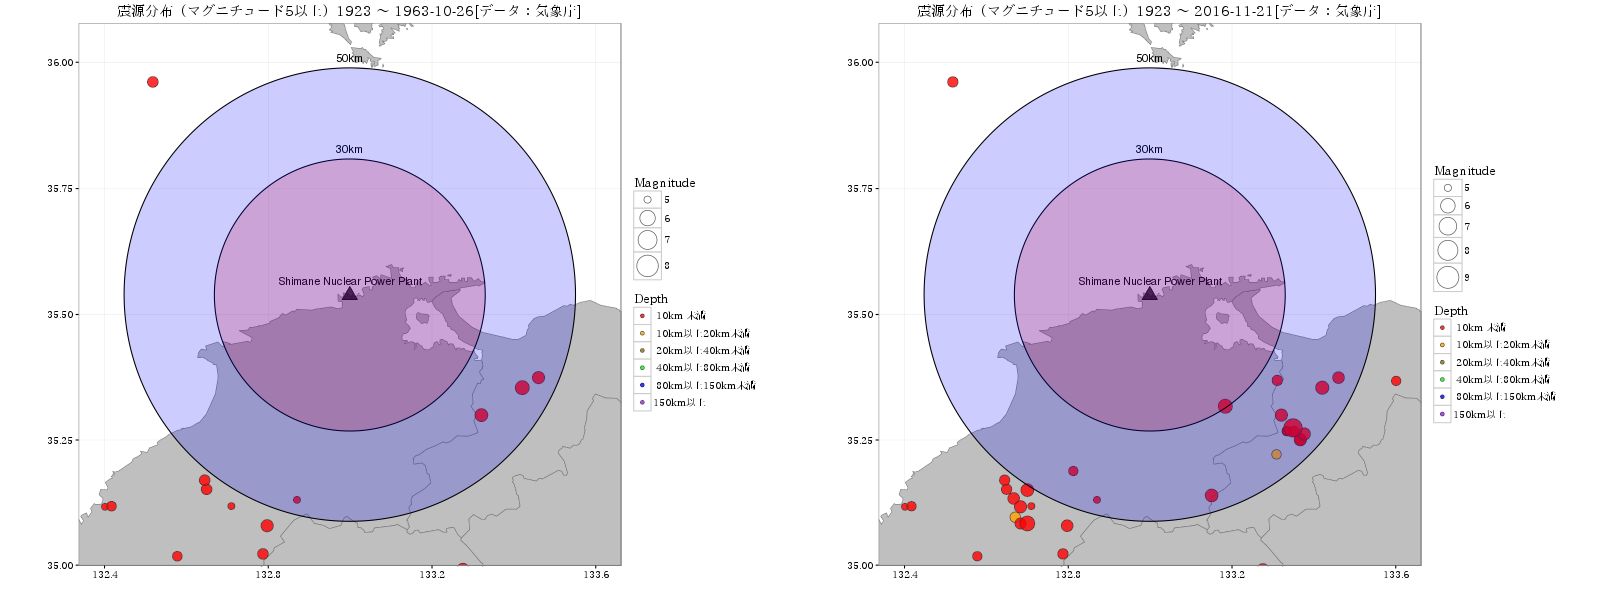 震源分布（マグニチュード5以上）1923 ～ 1963-10-26[データ：気象庁]
36.00
35.75
35.50
35.25
35.00
132.4
132.8
133.2
133.6
50km
30km
Shimane Nuclear Power Plant
Magnitude
5
6
7
8
Depth
10km 未満
10km以上20km未満
20km以上40km未満
40km以上80km未満
80km以上150km未満
150km以上
震源分布（マグニチュード5以上）1923 ～ 2016-11-21[データ：気象庁]
36.00
35.75
35.50
35.25
35.00
132.4
132.8
133.2
133.6
50km
30km
Shimane Nuclear Power Plant
Magnitude
5
6
7
8
9
Depth
10km 未満
10km以上20km未満
20km以上40km未満
40km以上80km未満
80km以上150km未満
150km以上